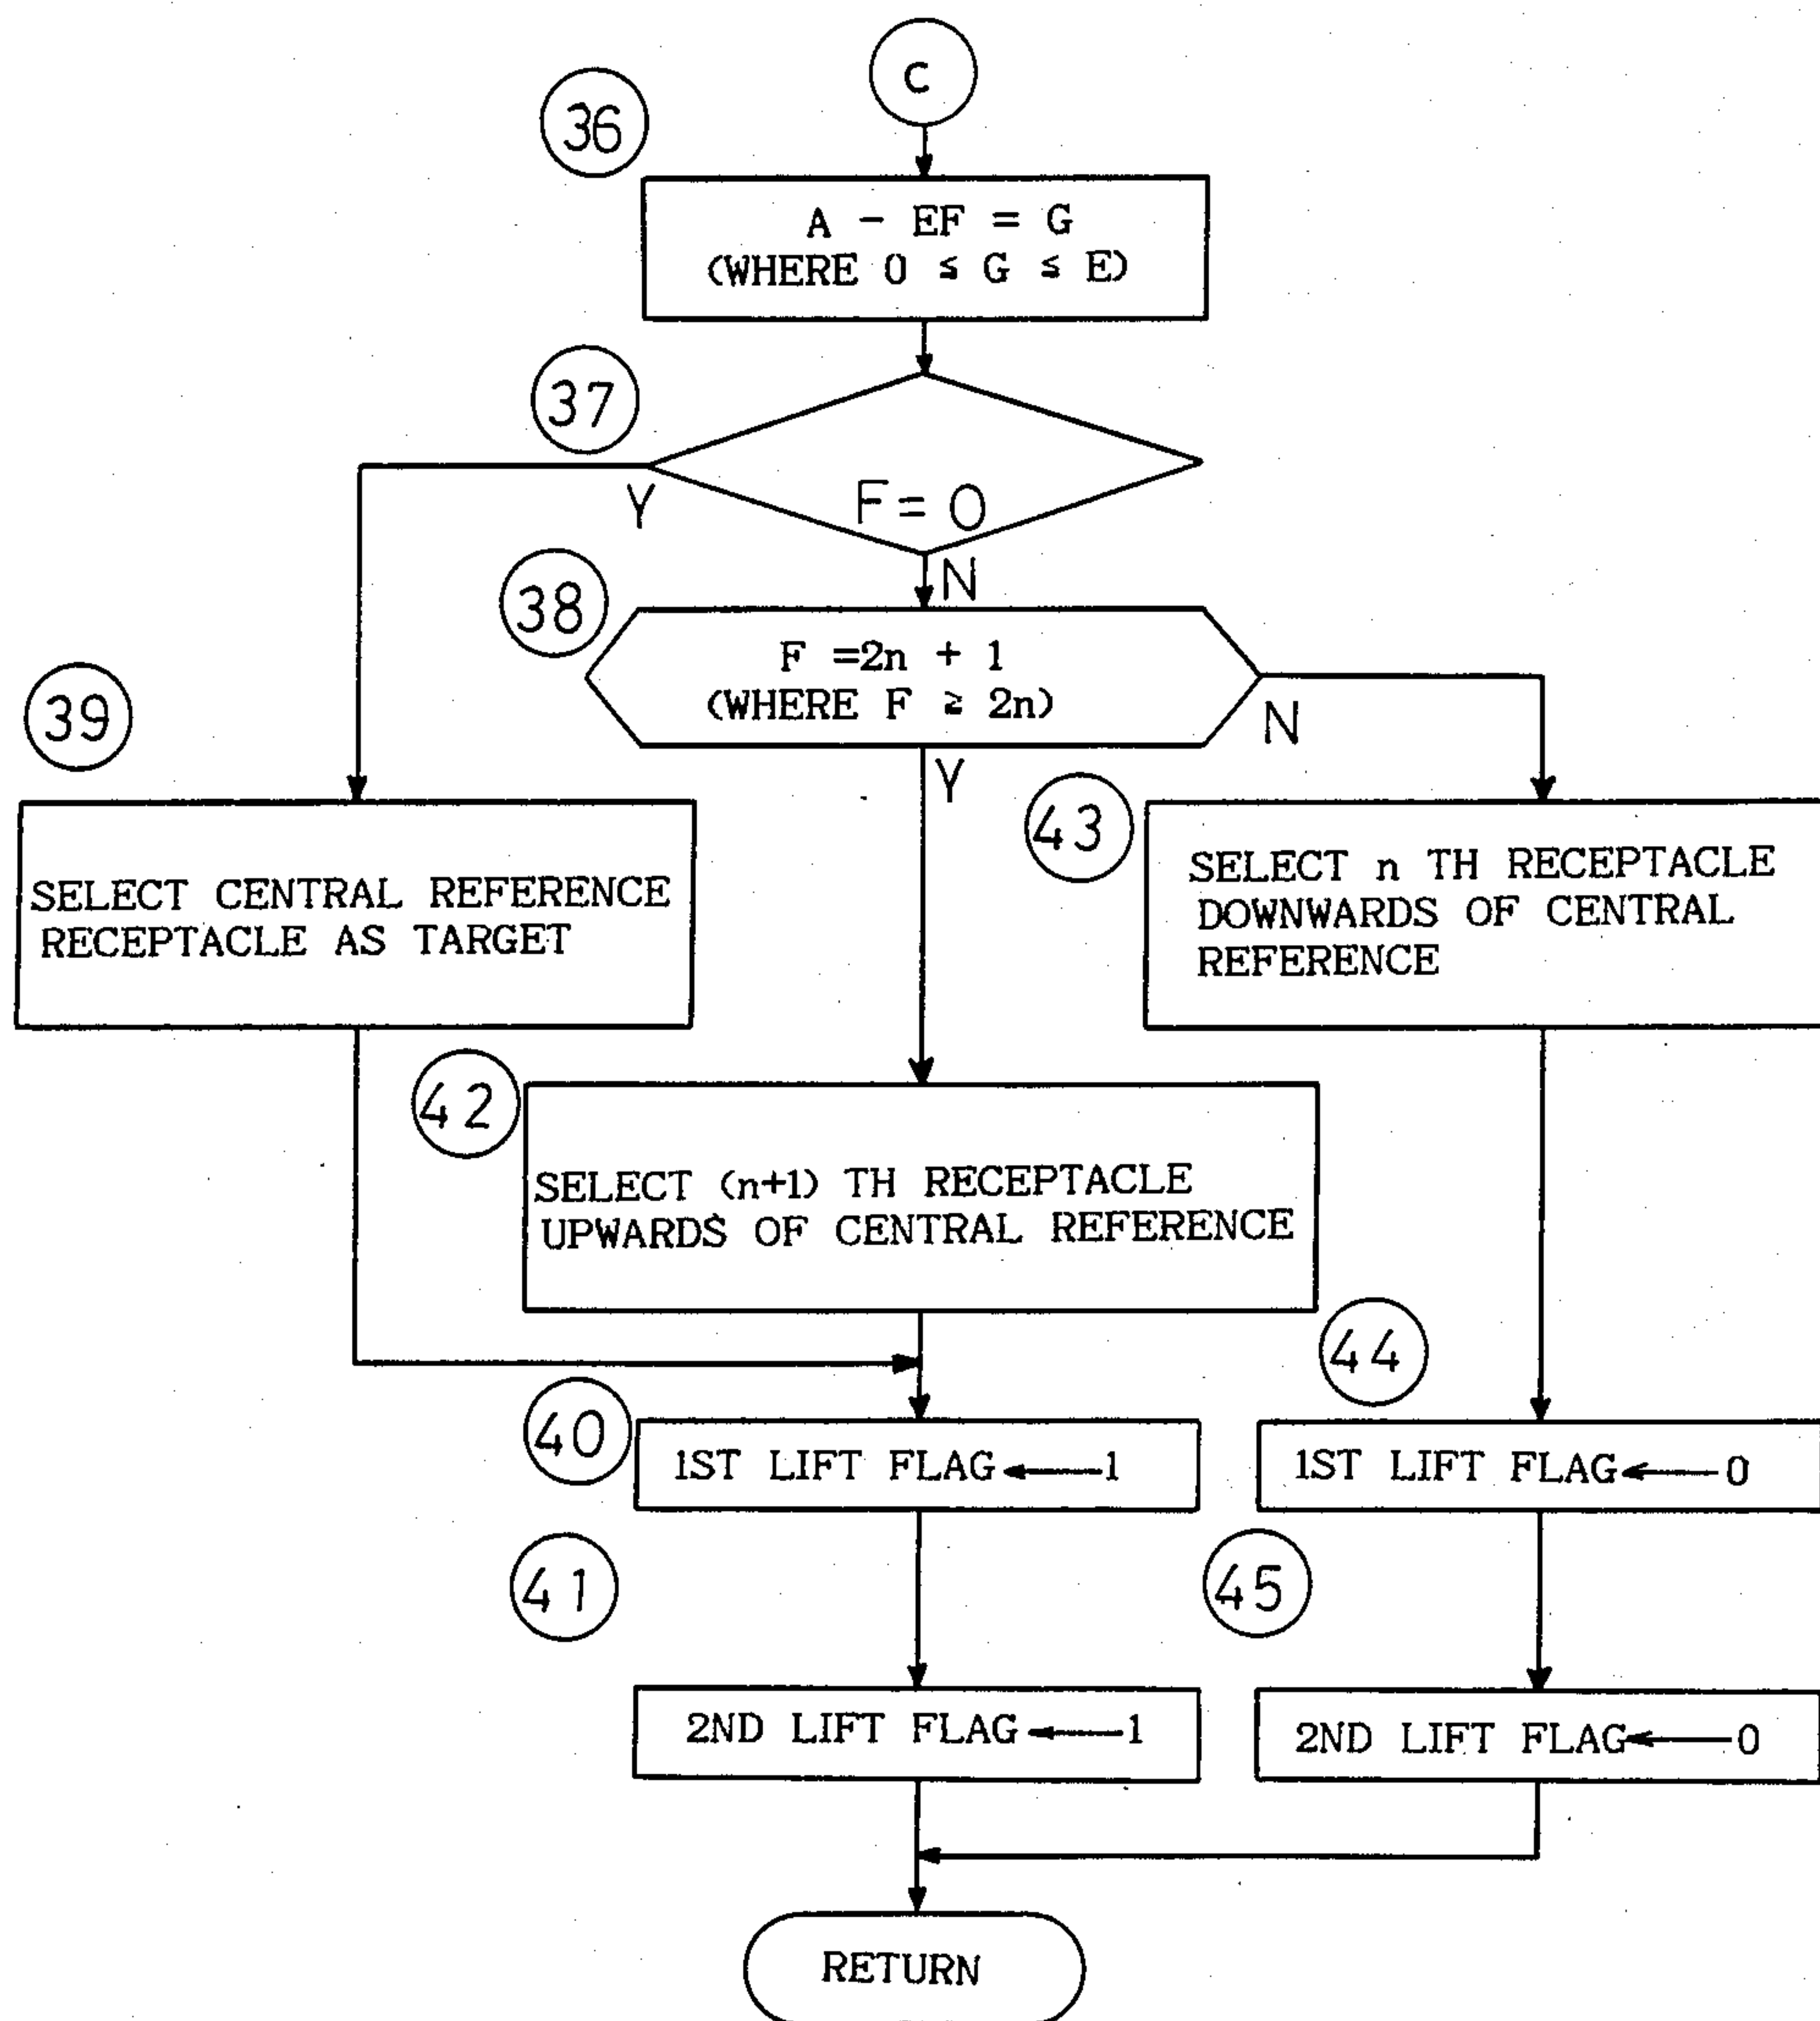 C
36
A - EF = G
(WHERE 0 ≦ G ≦ E)
37
F = 0
Y
N
38
F =2n + 1
(WHERE F ≧ 2n)
N
Y
39
SELECT CENTRAL REFERENCE
RECEPTACLE AS TARGET
43
SELECT n TH RECEPTACLE
DOWNWARDS OF CENTRAL
REFERENCE
42
SELECT (n+1) TH RECEPTACLE
UPWARDS OF CENTRAL REFERENCE
44
40
1ST LIFT FLAG←1
1ST LIFT FLAG←0
41
45
2ND LIFT FLAG←1
2ND LIFT FLAG←0
RETURN